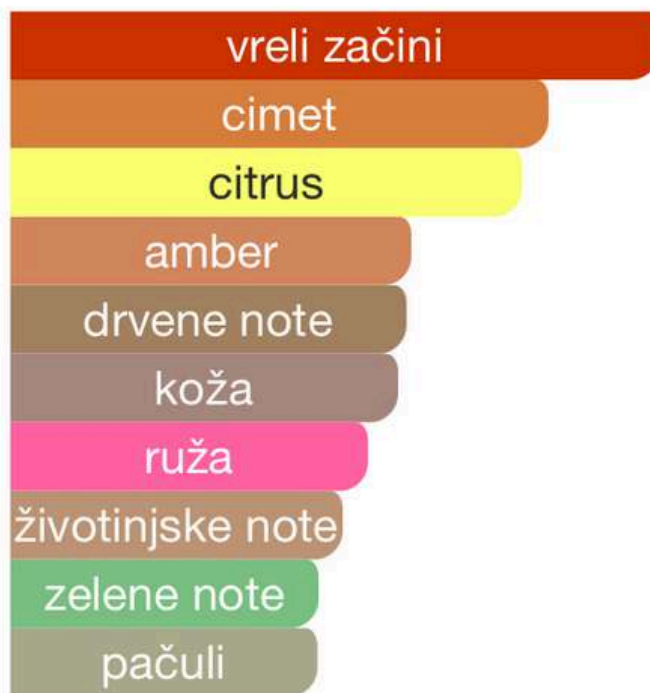 vreli začini
cimet
citrus
amber
drvene note
koža
ruža
životinjske note
zelene note
pačuli